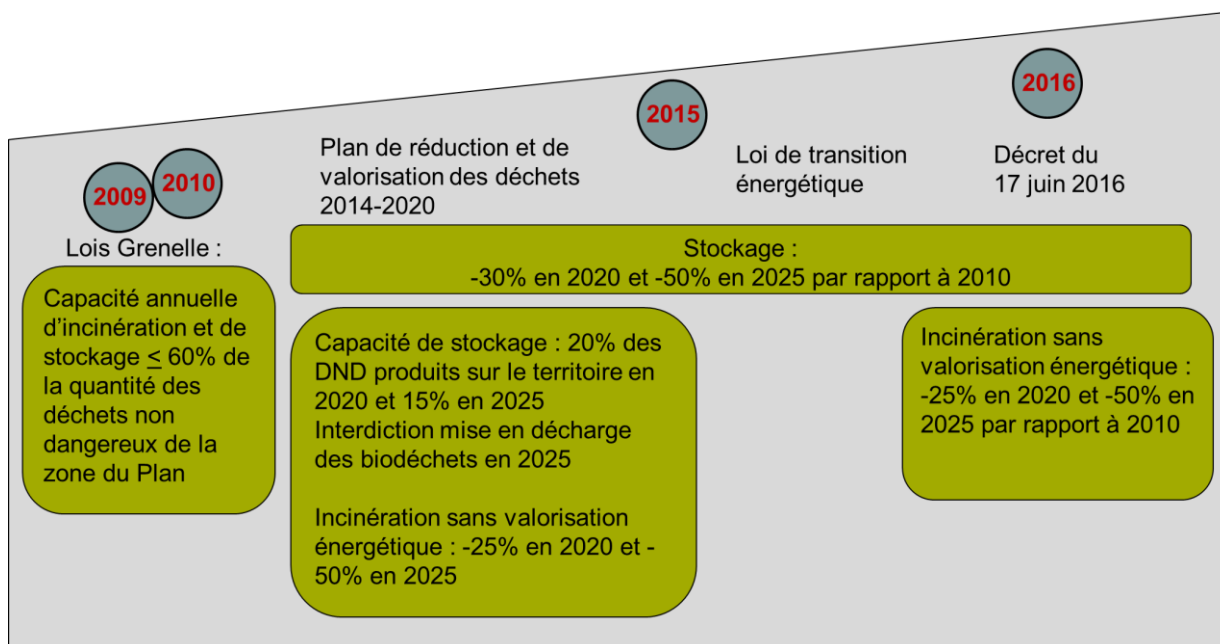 2009
2010
Lois Grenelle :
Capacité annuelle
d’incinération et de
stockage ≤ 60% de
la quantité des
déchets non
dangereux de la
zone du Plan
Plan de réduction et de
valorisation des déchets
2014-2020
2015
Loi de transition
énergétique
2016
Décret du
17 juin 2016
Stockage :
-30% en 2020 et -50% en 2025 par rapport à 2010
Capacité de stockage : 20% des
DND produits sur le territoire en
2020 et 15% en 2025
Interdiction mise en décharge
des biodéchets en 2025
Incinération sans valorisation
énergétique : -25% en 2020 et -
50% en 2025
Incinération sans
valorisation énergétique :
-25% en 2020 et -50% en
2025 par rapport à 2010